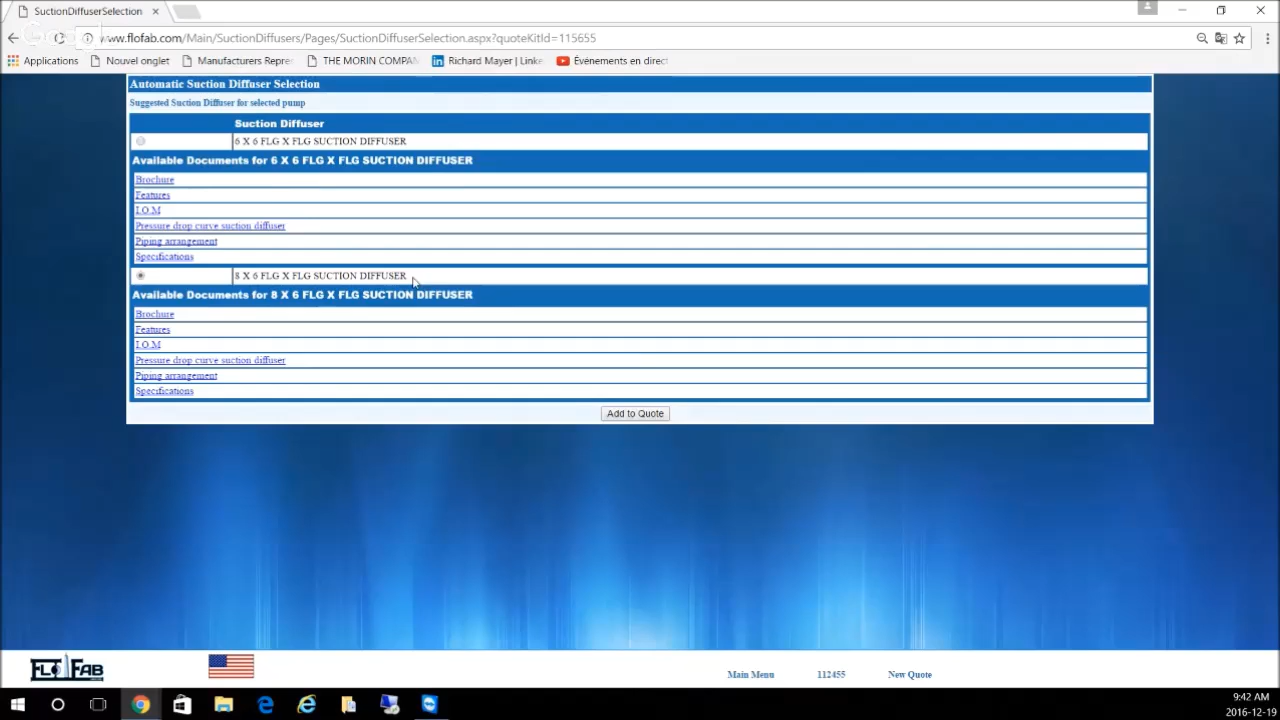 SuctionDiffuserSelection
www.flofab.com/Main/SuctionDiffusers/Pages/SuctionDiffuserSelection.aspx?quoteKitId=115655
Applications Nouvel onglet Manufacturers Repres THE MORIN COMPAN Richard Mayer | Linke Événements en direct
Automatic Suction Diffuser Selection
Suggested Suction Diffuser for selected pump
Suction Diffuser
6 X 6 FLG X FLG SUCTION DIFFUSER
Available Documents for 6 X 6 FLG X FLG SUCTION DIFFUSER
Brochure
Features
I.O.M
Pressure drop curve suction diffuser
Piping arrangement
Specifications
8 X 6 FLG X FLG SUCTION DIFFUSER
Available Documents for 8 X 6 FLG X FLG SUCTION DIFFUSER
Brochure
Features
I.O.M
Pressure drop curve suction diffuser
Piping arrangement
Specifications
Add to Quote
FLO FAB
Main Menu 112455 New Quote
9:42 AM
2016-12-19